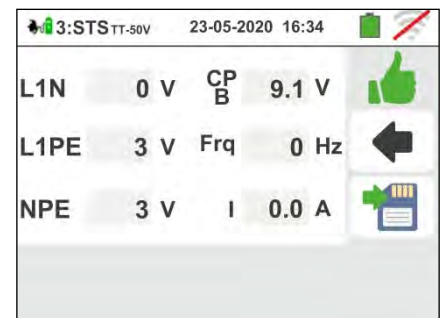 3:STS TT-50V 23-05-2020 16:34
L1N 0 V CP B 9.1 V
L1PE 3 V Frq 0 Hz
NPE 3 V I 0.0 A